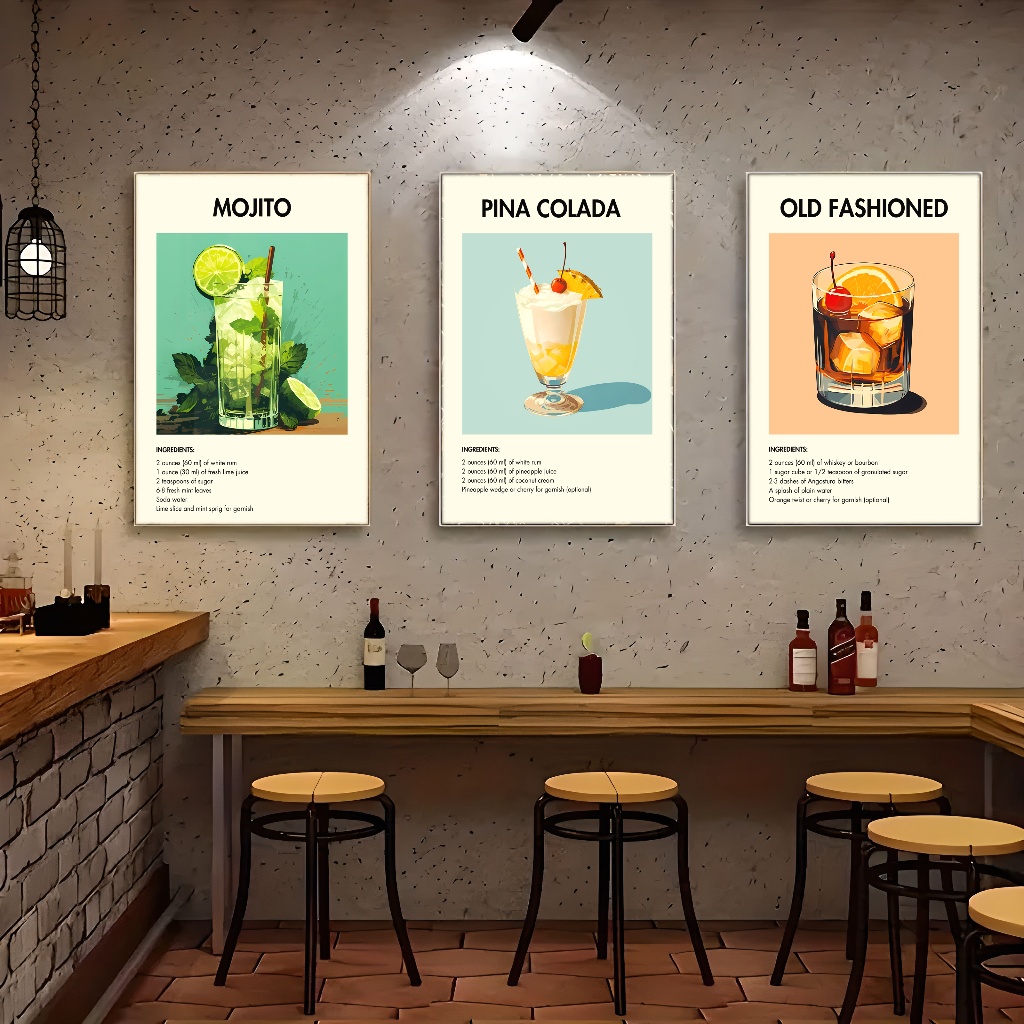 MOJITO
INGREDIENTS:
2 ounces (60 ml) of white rum
1 ounce (30 ml) of fresh lime juice
2 teaspoons of sugar
6-8 fresh mint leaves
Soda water
Lime slice and mint sprig for garnish
PINA COLADA
INGREDIENTS:
2 ounces (60 ml) of white rum
2 ounces (60 ml) of pineapple juice
2 ounces (60 ml) of coconut cream
Pineapple wedge or cherry for garnish (optional)
OLD FASHIONED
INGREDIENTS:
2 ounces (60 ml) of whiskey or bourbon
1 sugar cube or 1/2 teaspoon of granulated sugar
2-3 dashes of Angostura bitters
A splash of plain water
Orange twist or cherry for garnish (optional)